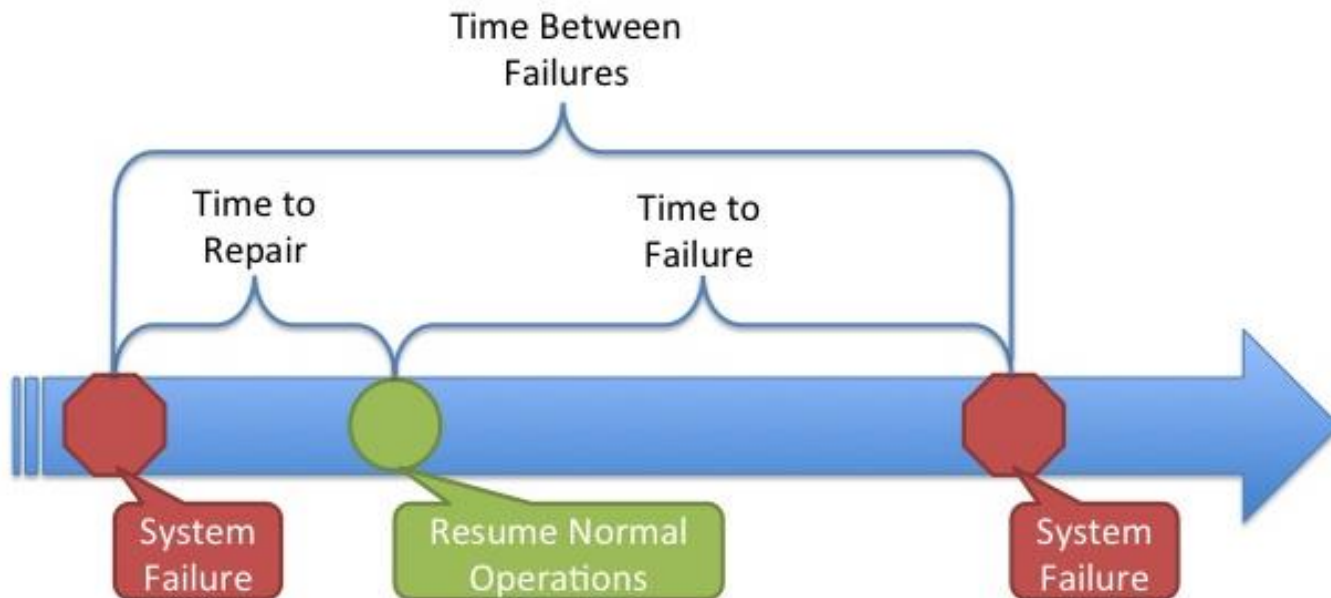 Time Between
Failures
Time to
Repair
Time to
Failure
System
Failure
Resume Normal
Operations
System
Failure